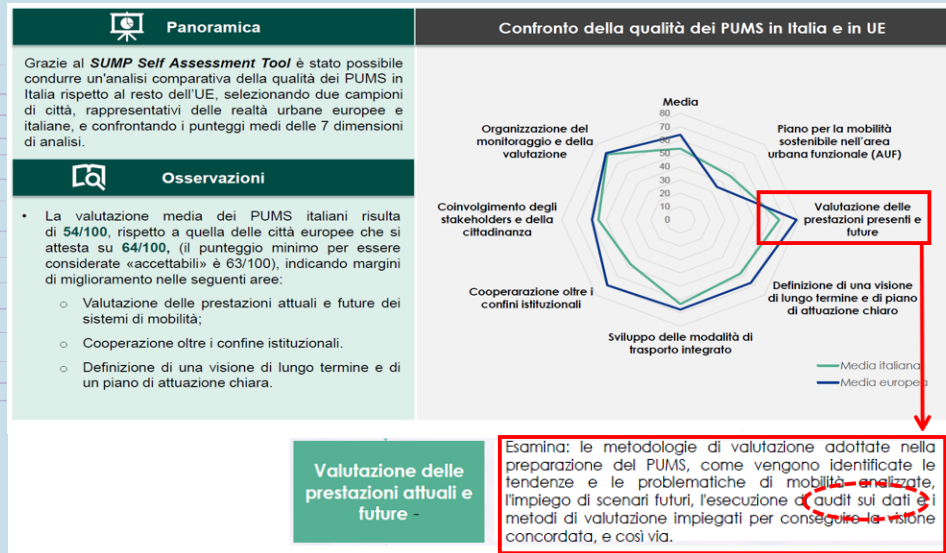 Panoramica
Grazie al SUMP Self Assessment Tool è stato possibile
condurre un'analisi comparativa della qualità dei PUMS in
Italia rispetto al resto dell'UE, selezionando due campioni
di città, rappresentativi delle realtà urbane europee e
italiane, e confrontando i punteggi medi delle 7 dimensioni
di analisi.
Osservazioni
• La valutazione media dei PUMS italiani risulta
di 54/100, rispetto a quella delle città europee che si
attesta su 64/100, (il punteggio minimo per essere
considerate «accettabili» è 63/100), indicando margini
di miglioramento nelle seguenti aree:
o Valutazione delle prestazioni attuali e future dei
sistemi di mobilità;
o Cooperazione oltre i confine istituzionali.
o Definizione di una visione di lungo termine e di
un piano di attuazione chiara.
Confronto della qualità dei PUMS in Italia e in UE
Media
80
70
60
50
40
30
20
10
0
Piano per la mobilità
sostenibile nell'area
urbana funzionale (AUF)
Valutazione delle
prestazioni presenti e
future
Definizione di una visione
di lungo termine e di piano
di attuazione chiaro
Sviluppo delle modalità di
trasporto integrato
Cooperarazione oltre i
confini istituzionali
Coinvolgimento degli
stakeholders e della
cittadinanza
Organizzazione del
monitoraggio e della
valutazione
Media italiana
Media europea
Valutazione delle
prestazioni attuali e
future -
Esamina: le metodologie di valutazione adottate nella
preparazione del PUMS, come vengono identificate le
tendenze e le problematiche di mobilità analizzate,
l'impiego di scenari futuri, l'esecuzione di audit sui dati e i
metodi di valutazione impiegati per conseguire la visione
concordata, e così via.